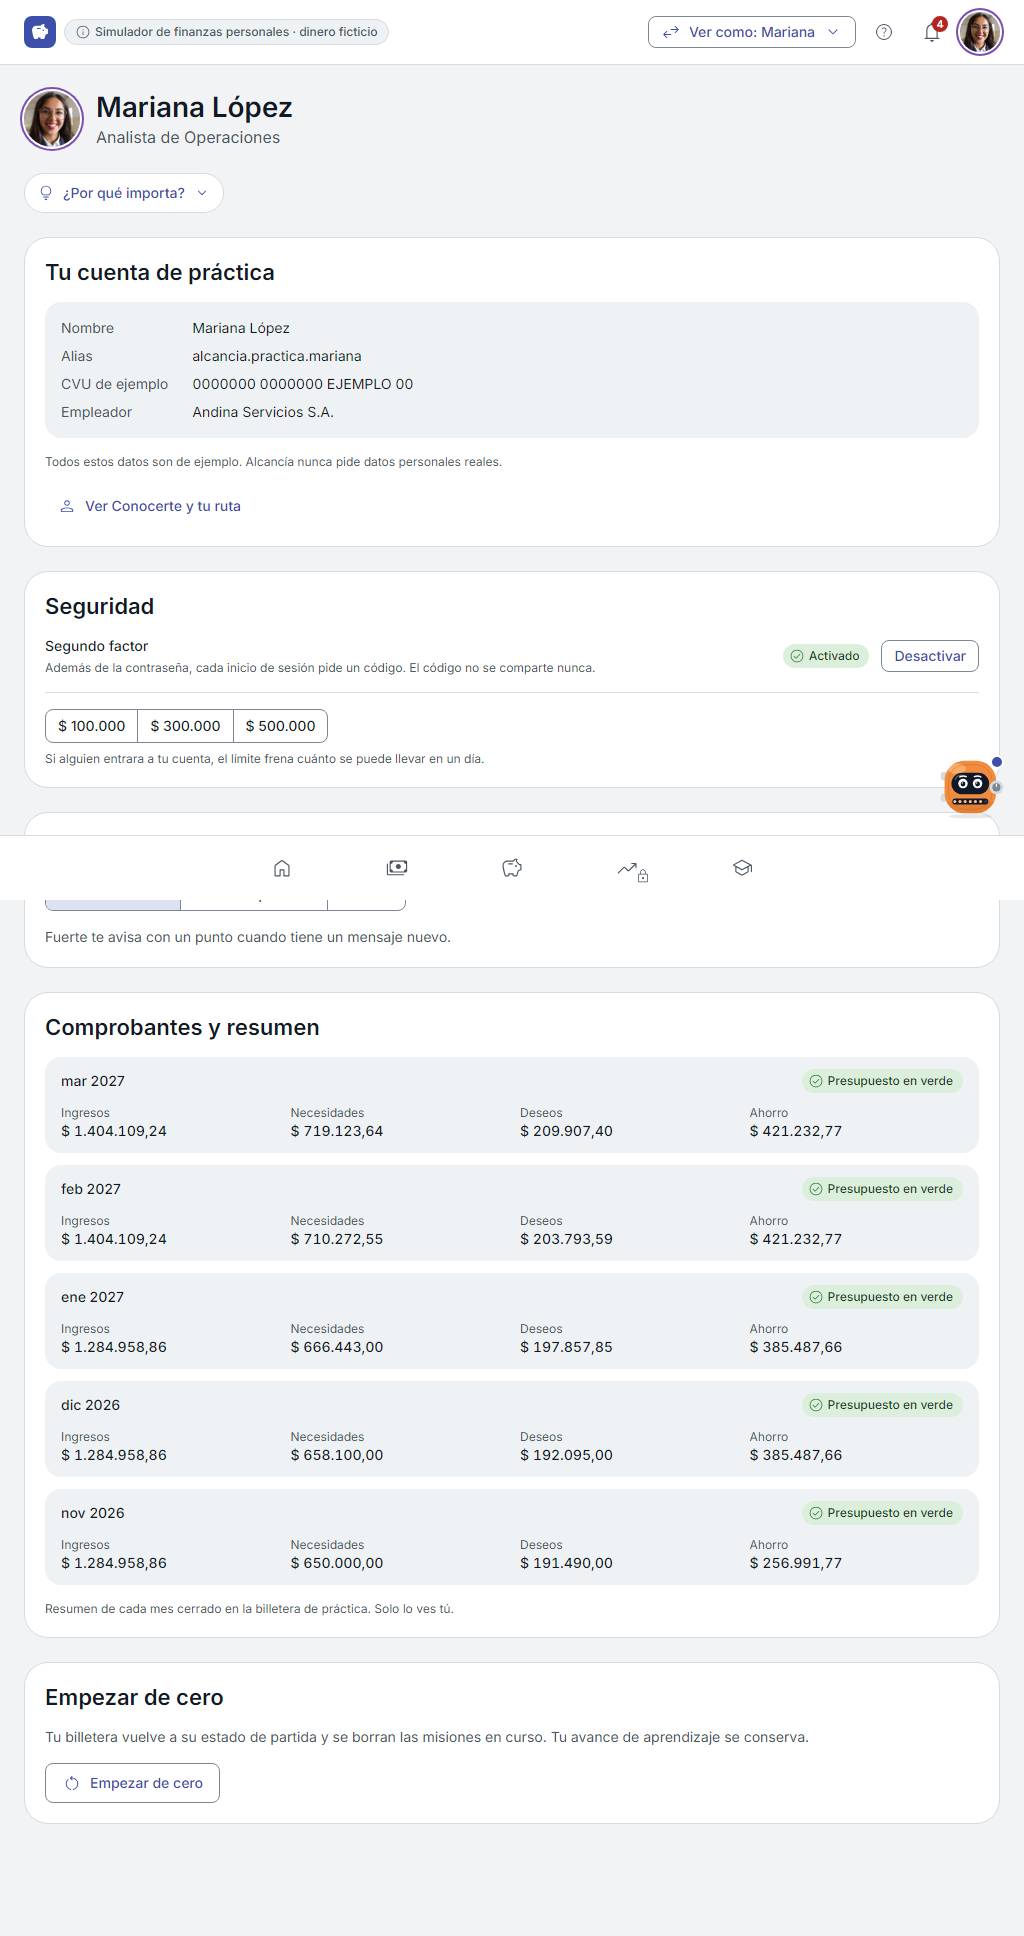 Simulador de finanzas personales · dinero ficticio
Ver como: Mariana
4
Mariana López
Analista de Operaciones
¿Por qué importa?
Tu cuenta de práctica
Nombre Mariana López
Alias alcancia.practica.mariana
CVU de ejemplo 0000000 0000000 EJEMPLO 00
Empleador Andina Servicios S.A.
Todos estos datos son de ejemplo. Alcancía nunca pide datos personales reales.
Ver Conocerte y tu ruta
Seguridad
Segundo factor
Además de la contraseña, cada inicio de sesión pide un código. El código no se comparte nunca.
Activado
Desactivar
$ 100.000 $ 300.000 $ 500.000
Si alguien entrara a tu cuenta, el límite frena cuánto se puede llevar en un día.
Fuerte te avisa con un punto cuando tiene un mensaje nuevo.
Comprobantes y resumen
mar 2027 Presupuesto en verde
Ingresos Necesidades Deseos Ahorro
$ 1.404.109,24 $ 719.123,64 $ 209.907,40 $ 421.232,77
feb 2027 Presupuesto en verde
Ingresos Necesidades Deseos Ahorro
$ 1.404.109,24 $ 710.272,55 $ 203.793,59 $ 421.232,77
ene 2027 Presupuesto en verde
Ingresos Necesidades Deseos Ahorro
$ 1.284.958,86 $ 666.443,00 $ 197.857,85 $ 385.487,66
dic 2026 Presupuesto en verde
Ingresos Necesidades Deseos Ahorro
$ 1.284.958,86 $ 658.100,00 $ 192.095,00 $ 385.487,66
nov 2026 Presupuesto en verde
Ingresos Necesidades Deseos Ahorro
$ 1.284.958,86 $ 650.000,00 $ 191.490,00 $ 256.991,77
Resumen de cada mes cerrado en la billetera de práctica. Solo lo ves tú.
Empezar de cero
Tu billetera vuelve a su estado de partida y se borran las misiones en curso. Tu avance de aprendizaje se conserva.
Empezar de cero